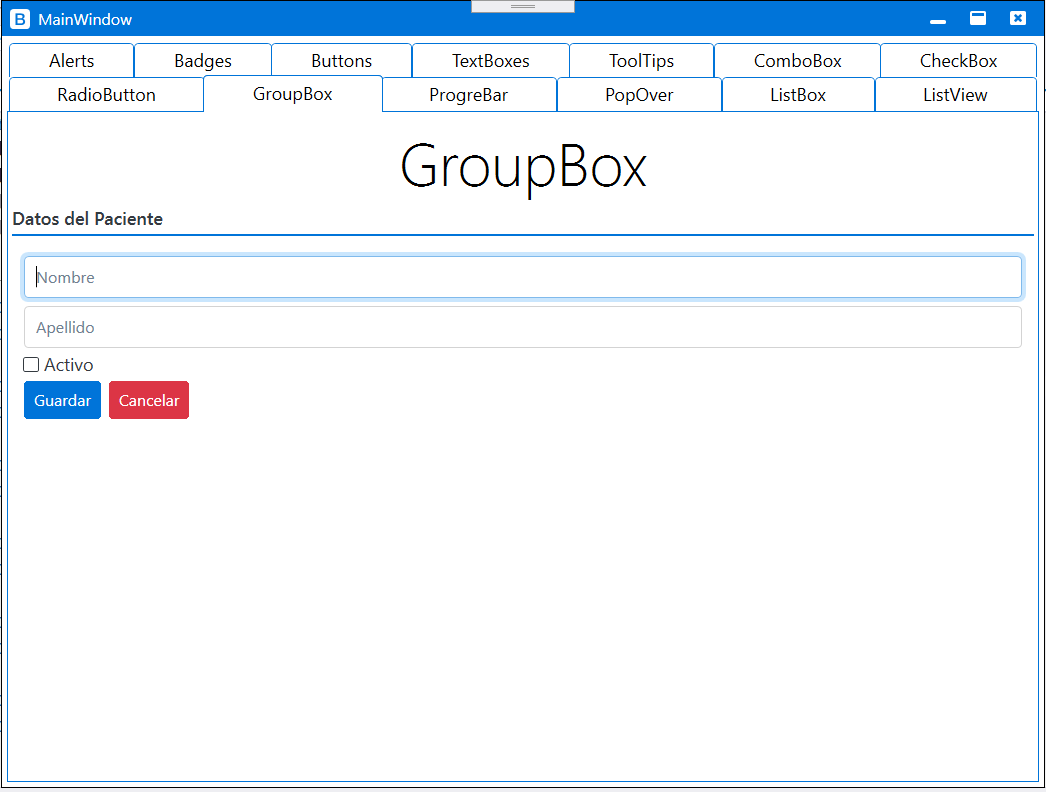 B MainWindow
Alerts Badges Buttons TextBoxes ToolTips ComboBox CheckBox
RadioButton GroupBox ProgreBar PopOver ListBox ListView
GroupBox
Datos del Paciente
Nombre
Apellido
Activo
Guardar Cancelar